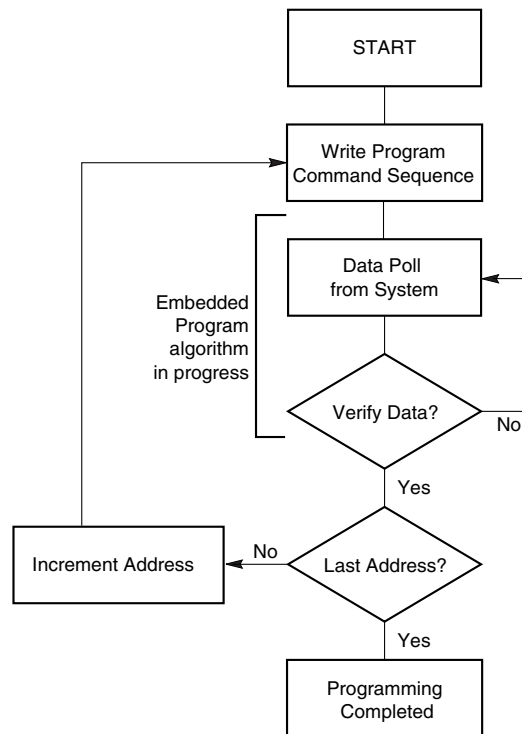 START
Write Program
Command Sequence
Data Poll
from System
Embedded
Program
algorithm
in progress
Verify Data?
No
Yes
Last Address?
No
Increment Address
Yes
Programming
Completed